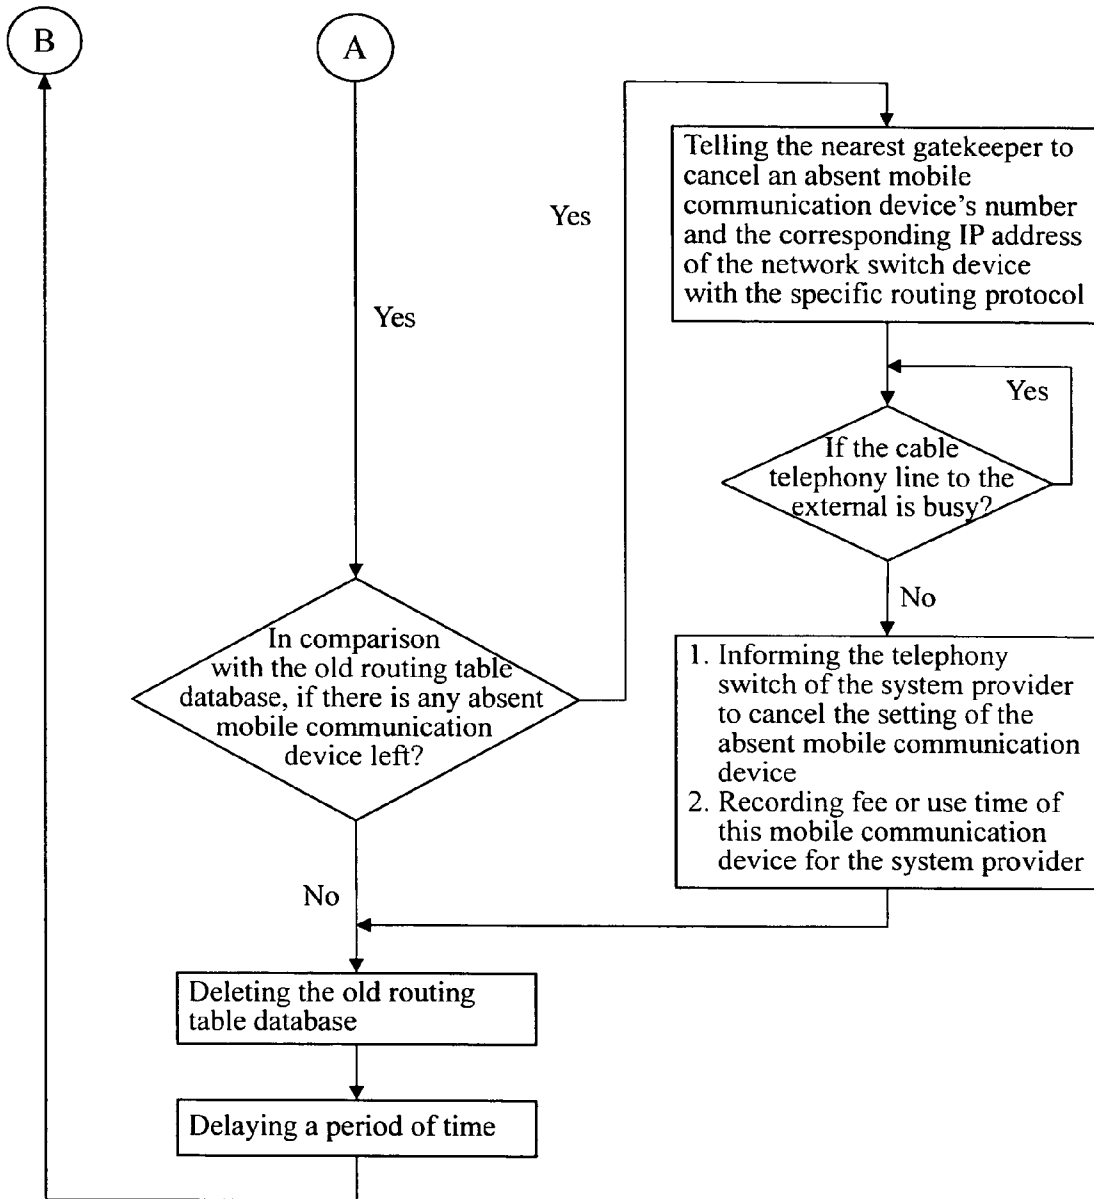 B
A
Yes
In comparison
with the old routing table
database, if there is any absent
mobile communication
device left?
Yes
Telling the nearest gatekeeper to
cancel an absent mobile
communication device's number
and the corresponding IP address
of the network switch device
with the specific routing protocol
Yes
If the cable
telephony line to the
external is busy?
No
1. Informing the telephony
switch of the system provider
to cancel the setting of the
absent mobile communication
device
2. Recording fee or use time of
this mobile communication
device for the system provider
No
Deleting the old routing
table database
Delaying a period of time